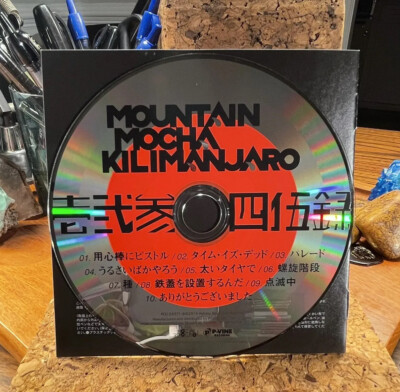 MOUNTAIN
MOCHA
KILIMANJARO
壱弐参 四伍録
01. 用心棒にピストル / 02. タイム・イズ・デッド / 03. パレード
04. うるさいばかやろう / 05. 太いタイヤで / 06. 螺旋階段
07. 種 / 08. 鉄蓋を設置するんだ / 09. 点滅中
10. ありがとうございました
P-VINE